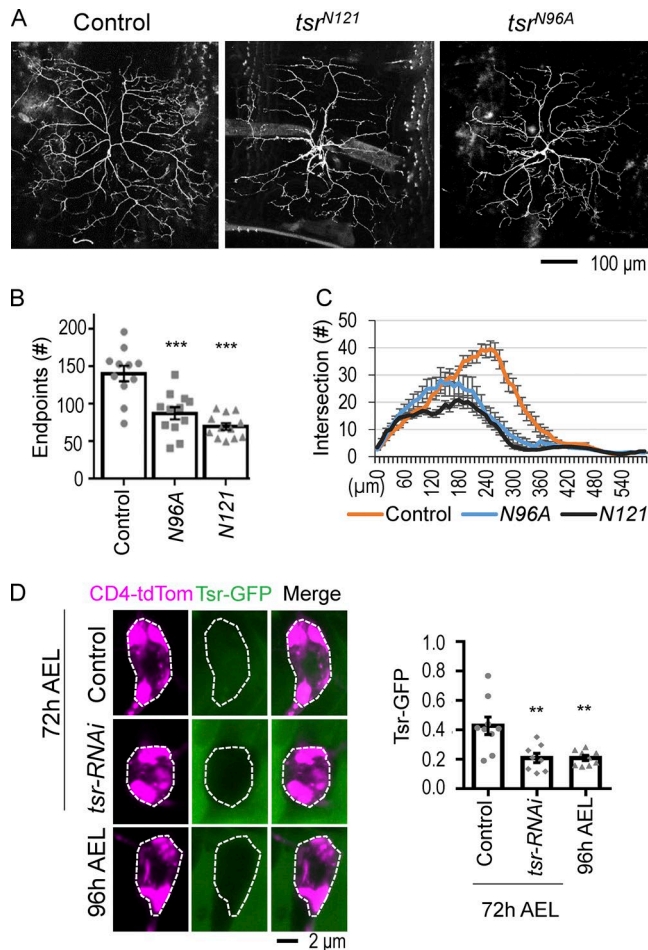 A
Control
tsrN121
tsrN96A
100 µm
B
Endpoints (#)
200
150
100
50
0
***
***
Control
N96A
N121
C
Intersection (#)
50
40
30
20
10
0
(µm)
0
60
120
180
240
300
360
420
480
540
Control
N96A
N121
D
CD4-tdTom
Tsr-GFP
Merge
72h AEL
Control
tsr-RNAi
96h AEL
2 µm
Tsr-GFP
1.0
0.8
0.6
0.4
0.2
0.0
**
**
Control
tsr-RNAi
96h AEL
72h AEL